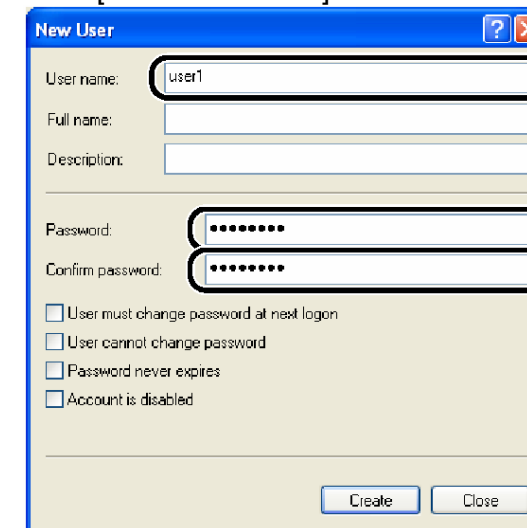 New User
User name: user1
Full name:
Description:
Password: ●●●●●●●●
Confirm password: ●●●●●●●●
User must change password at next logon
User cannot change password
Password never expires
Account is disabled
Create Close